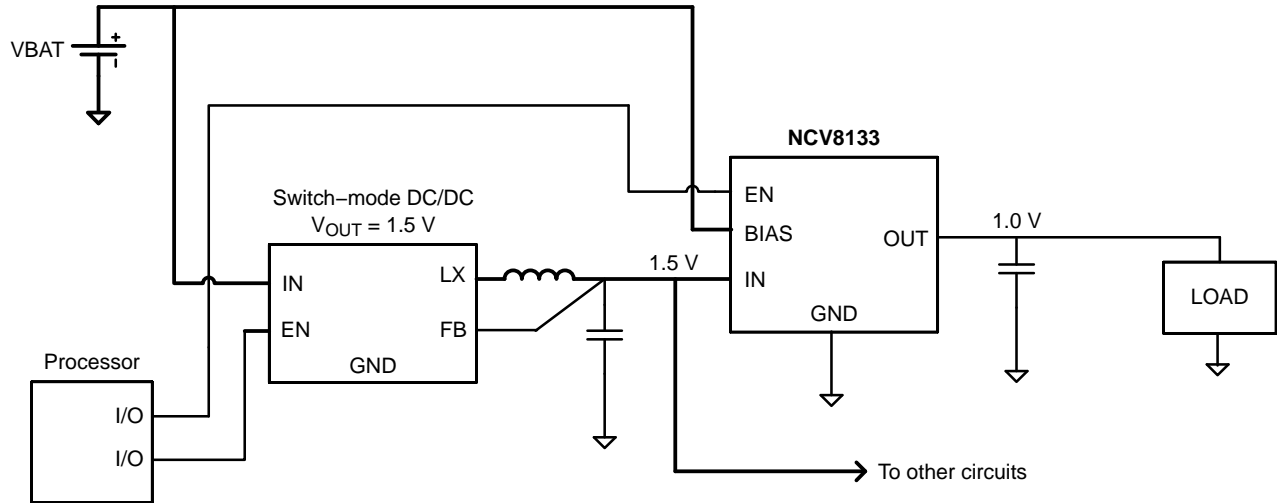 VBAT
+
−
NCV8133
EN
BIAS
IN
OUT
GND
1.0 V
LOAD
Switch−mode DC/DC
VOUT = 1.5 V
IN
EN
LX
FB
GND
1.5 V
Processor
I/O
I/O
To other circuits